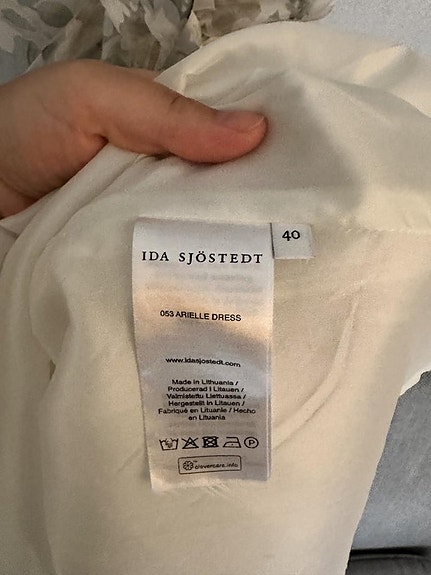 40
IDA SJÖSTEDT
053 ARIELLE DRESS
www.idasjostedt.com
Made in Lithuania /
Producerad I Litauen /
Valmistettu Liettuassa /
Hergestellt in Litauen /
Fabriqué en Lituanie / Hecho
en Lituania
P
clevercare.info